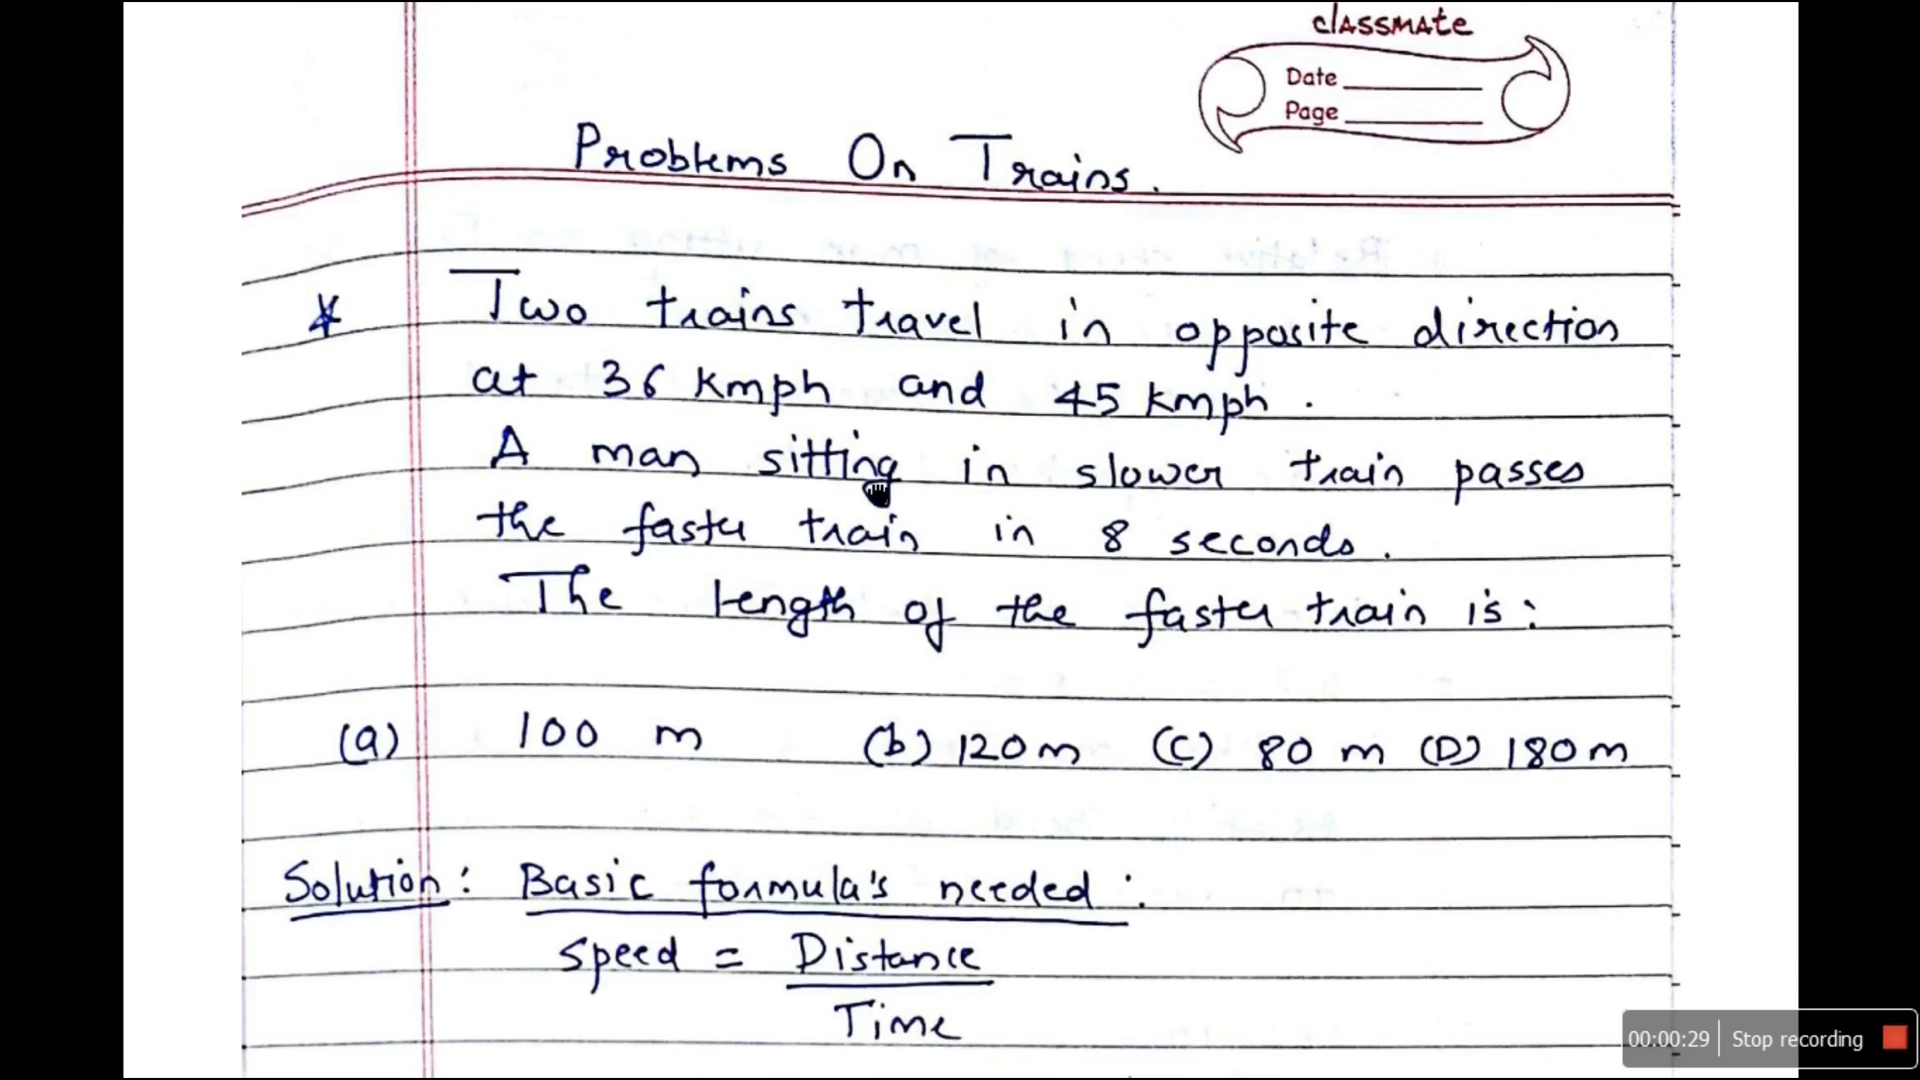 classmate
Date
Page
Problems On Trains.
* Two trains travel in opposite direction
at 36 kmph and 45 kmph.
A man sitting in slower train passes
the faster train in 8 seconds.
The length of the faster train is:
(a) 100 m (b) 120m (C) 80 m (D) 180m
Solution: Basic formula's needed:
speed = Distance
Time
00:00:29 Stop recording